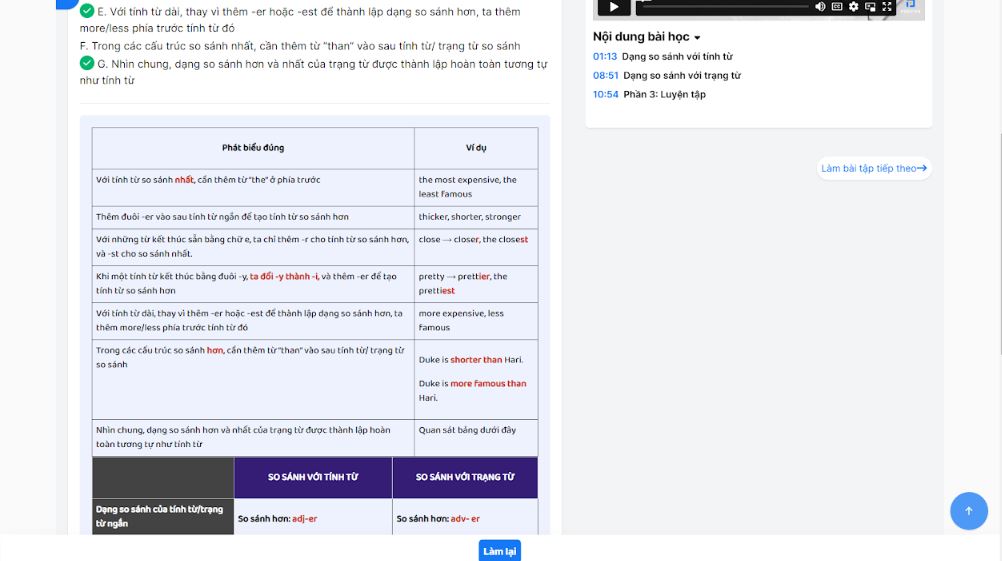 E. Với tính từ dài, thay vì thêm -er hoặc -est để thành lập dạng so sánh hơn, ta thêm
more/less phía trước tính từ đó
F. Trong các cấu trúc so sánh nhất, cần thêm từ "than" vào sau tính từ/ trạng từ so sánh
G. Nhìn chung, dạng so sánh hơn và nhất của trạng từ được thành lập hoàn toàn tương tự
như tính từ
Phát biểu đúng
Ví dụ
Với tính từ so sánh nhất, cần thêm từ "the" ở phía trước
the most expensive, the
least famous
Thêm đuôi -er vào sau tính từ ngắn để tạo tính từ so sánh hơn
thicker, shorter, stronger
Với những từ kết thúc sẵn bằng chữ e, ta chỉ thêm -r cho tính từ so sánh hơn,
và -st cho so sánh nhất.
close → closer, the closest
Khi một tính từ kết thúc bằng đuôi -y, ta đổi -y thành -i, và thêm -er để tạo
tính từ so sánh hơn
pretty → prettier, the
prettiest
Với tính từ dài, thay vì thêm -er hoặc -est để thành lập dạng so sánh hơn, ta
thêm more/less phía trước tính từ đó
more expensive, less
famous
Trong các cấu trúc so sánh hơn, cần thêm từ "than" vào sau tính từ/ trạng từ
so sánh
Duke is shorter than Hari.
Duke is more famous than
Hari.
Nhìn chung, dạng so sánh hơn và nhất của trạng từ được thành lập hoàn
toàn tương tự như tính từ
Quan sát bảng dưới đây
SO SÁNH VỚI TÍNH TỪ
SO SÁNH VỚI TRẠNG TỪ
Dạng so sánh của tính từ/trạng
từ ngắn
So sánh hơn: adj-er
So sánh hơn: adv- er
Nội dung bài học
01:13 Dạng so sánh với tính từ
08:51 Dạng so sánh với trạng từ
10:54 Phần 3: Luyện tập
Làm bài tập tiếp theo→
Làm lại